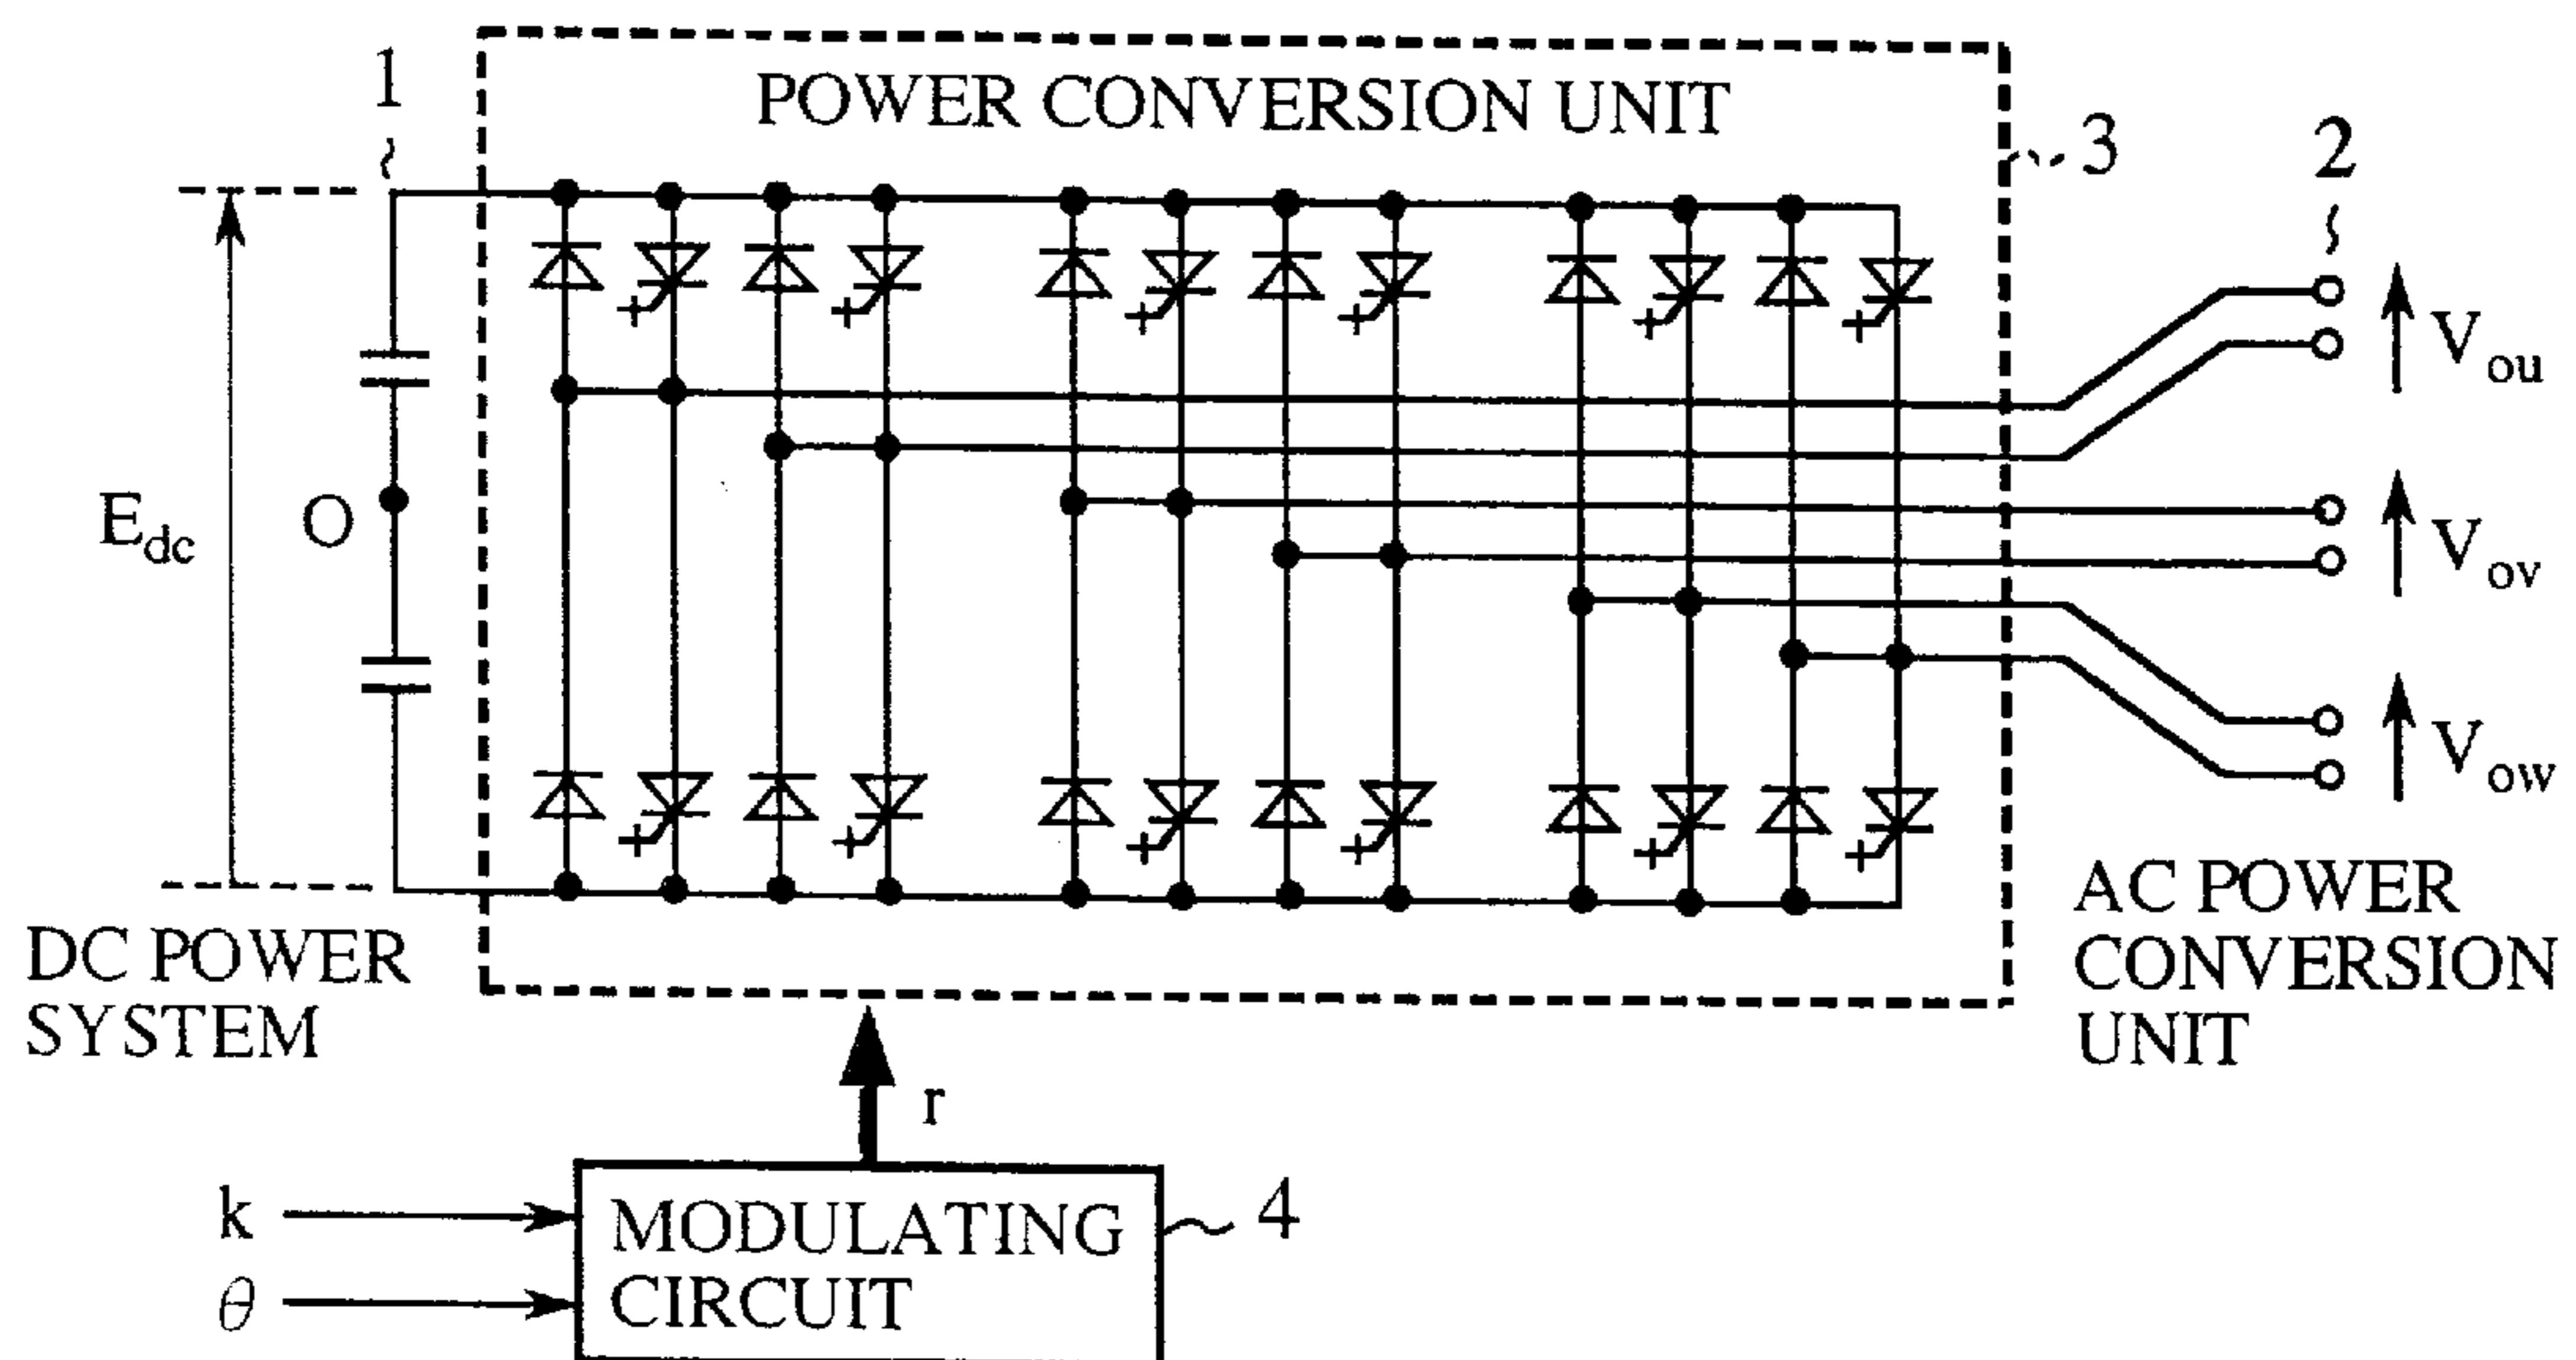 1
POWER CONVERSION UNIT
3
2
V_ou
E_dc
O
V_ov
V_ow
DC POWER
SYSTEM
AC POWER
CONVERSION
UNIT
r
k
θ
MODULATING
CIRCUIT
4